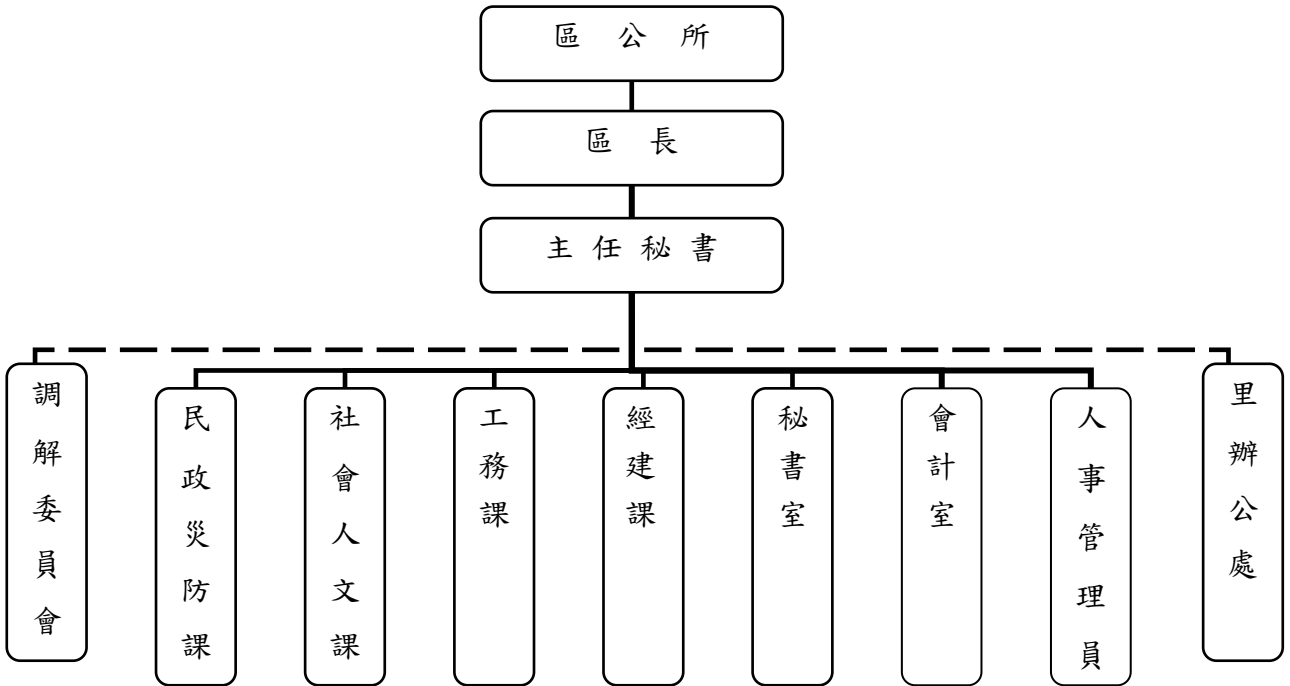 區公所
區長
主任秘書
調解委員會
民政災防課
社會人文課
工務課
經建課
秘書室
會計室
人事管理員
里辦公處